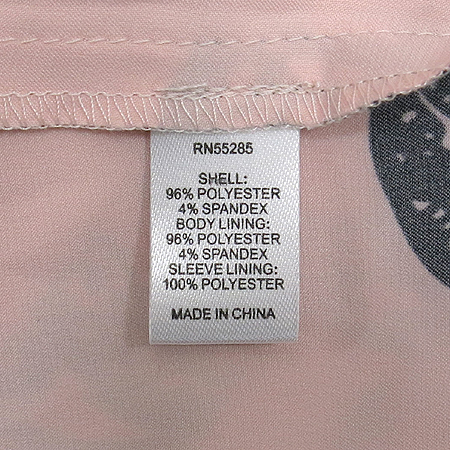 RN55285
SHELL:
96% POLYESTER
4% SPANDEX
BODY LINING:
96% POLYESTER
4% SPANDEX
SLEEVE LINING:
100% POLYESTER
MADE IN CHINA